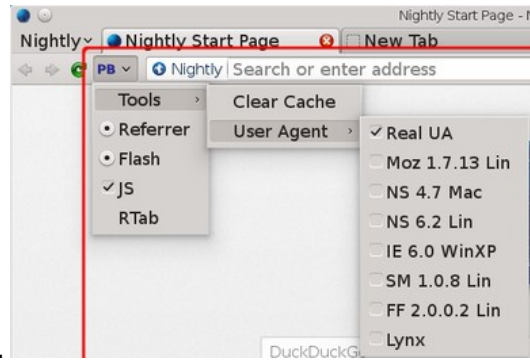 Nightly Start Page -
Nightly
Nightly Start Page
New Tab
PB
Nightly
Search or enter address
Tools
Referrer
Flash
JS
RTab
Clear Cache
User Agent
Real UA
Moz 1.7.13 Lin
NS 4.7 Mac
NS 6.2 Lin
IE 6.0 WinXP
SM 1.0.8 Lin
FF 2.0.0.2 Lin
Lynx